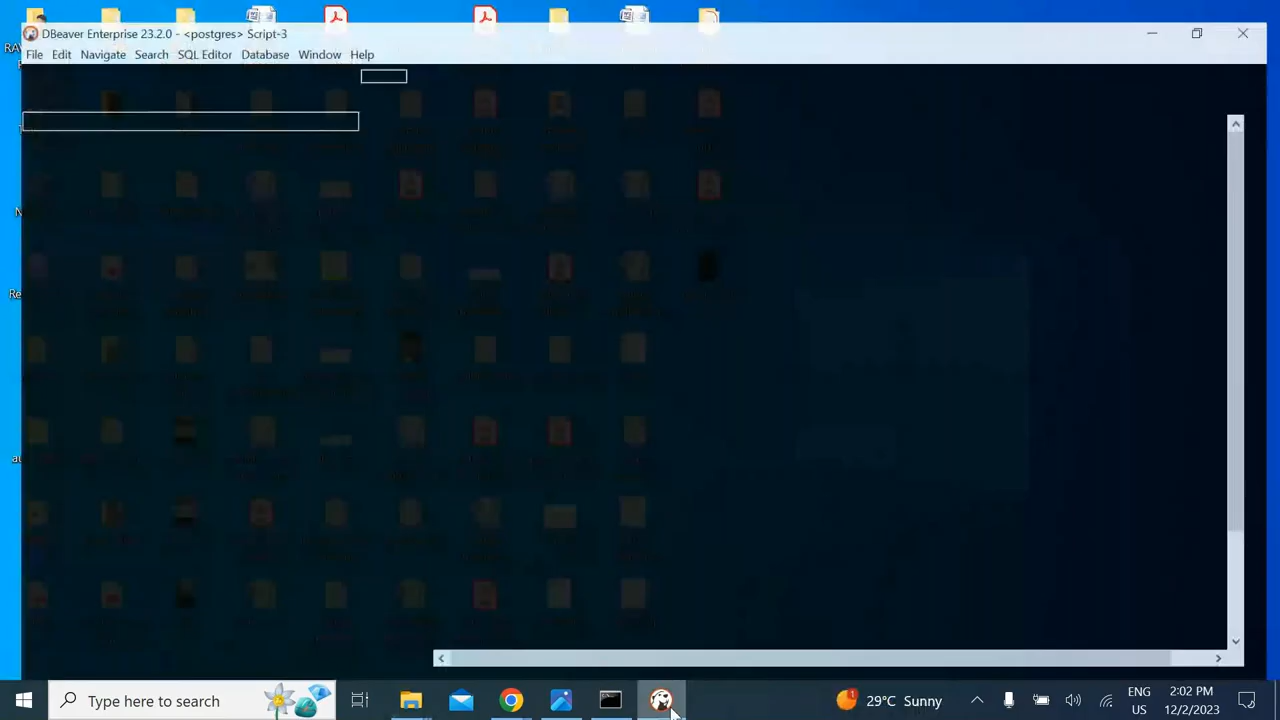 DBeaver Enterprise 23.2.0 - <postgres> Script-3
File Edit Navigate Search SQL Editor Database Window Help
Type here to search
1
29°C Sunny
ENG
US
2:02 PM
12/2/2023